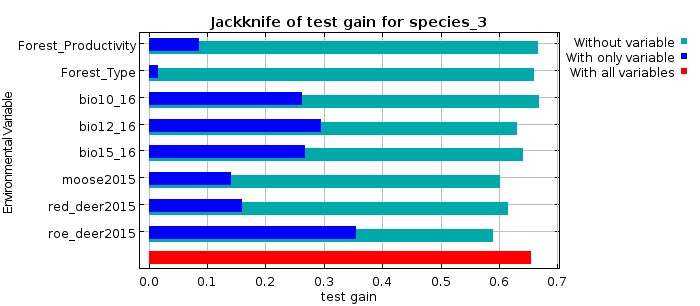 Jackknife of test gain for species_3
Without variable
With only variable
With all variables
Environmental Variable
Forest_Productivity
Forest_Type
bio10_16
bio12_16
bio15_16
moose2015
red_deer2015
roe_deer2015
0.0 0.1 0.2 0.3 0.4 0.5 0.6 0.7
test gain